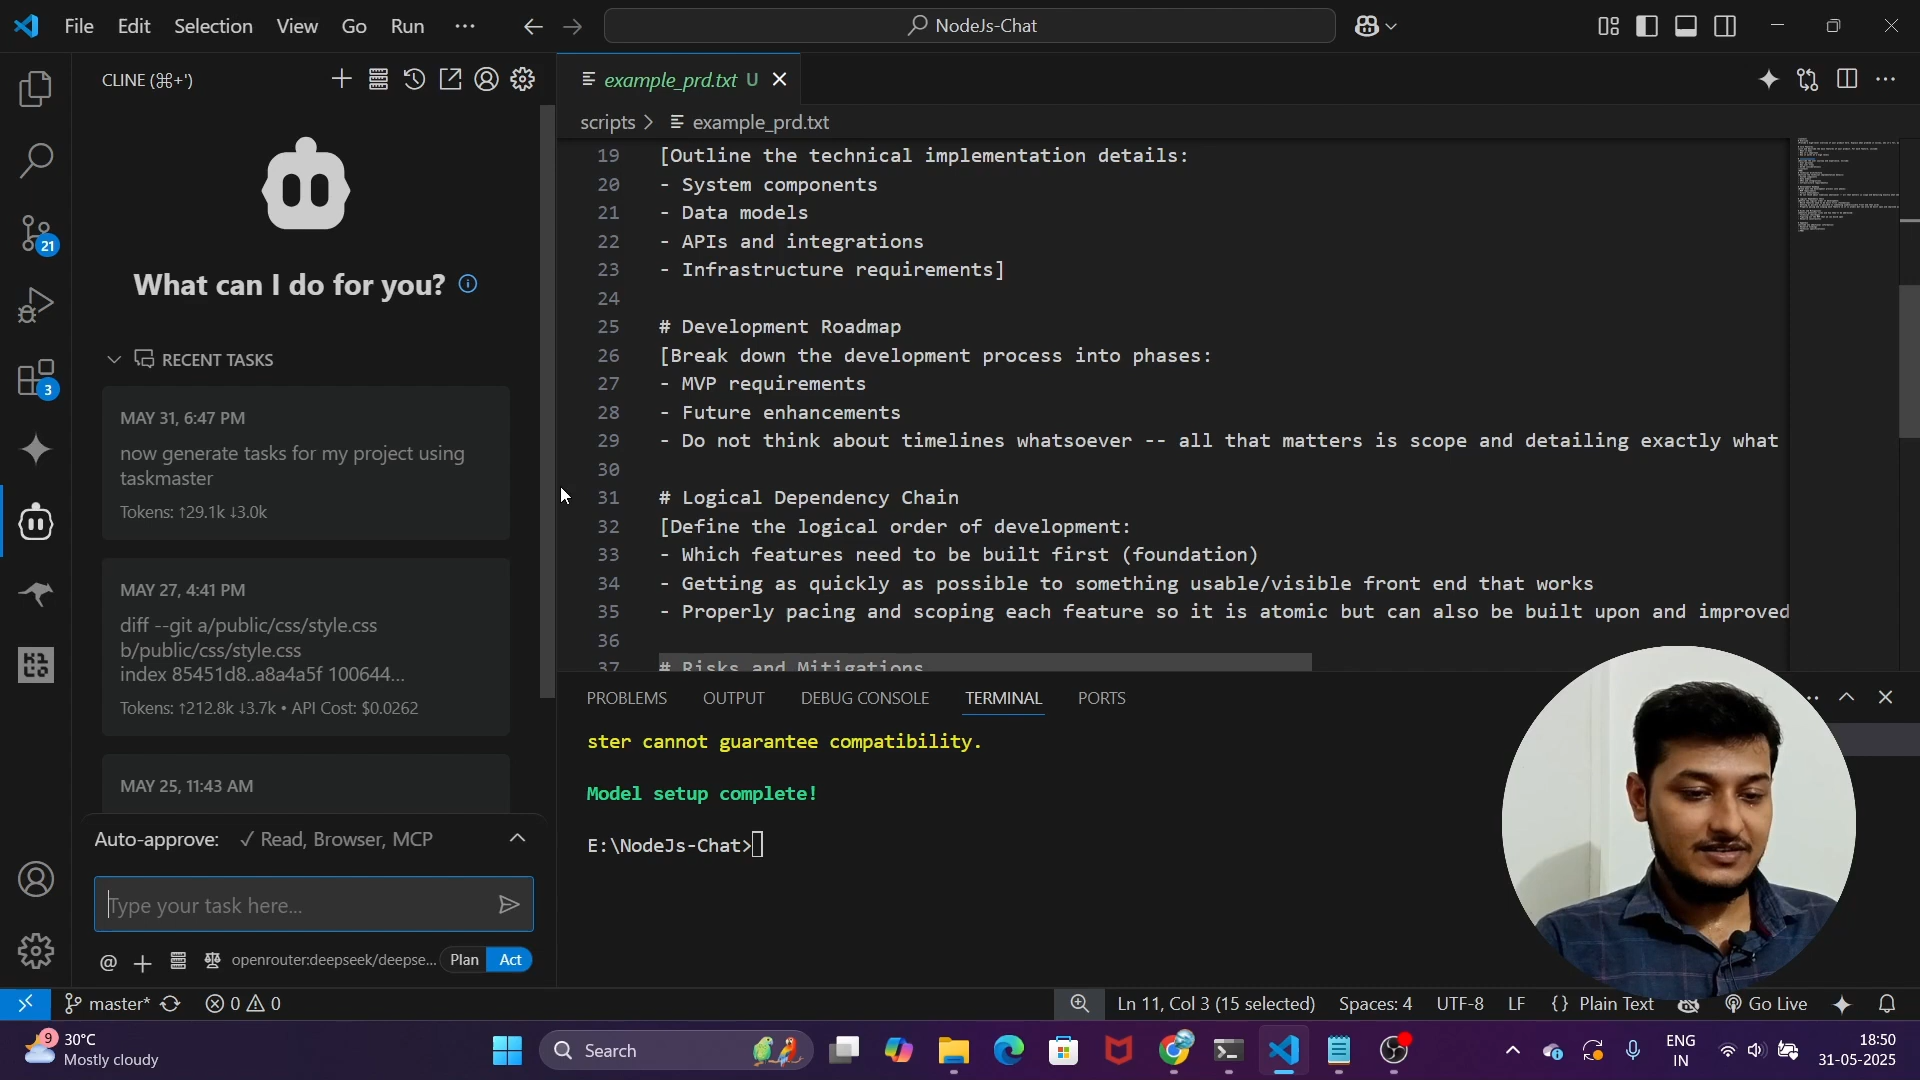 File Edit Selection View Go Run ...
NodeJs-Chat
CLINE (⌘+')
What can I do for you?
RECENT TASKS
MAY 31, 6:47 PM
now generate tasks for my project using
taskmaster
Tokens: ↑29.1k ↓3.0k
MAY 27, 4:41 PM
diff --git a/public/css/style.css
b/public/css/style.css
index 85451d8..a8a4a5f 100644...
Tokens: ↑212.8k ↓3.7k • API Cost: $0.0262
MAY 25, 11:43 AM
Auto-approve: ✓ Read, Browser, MCP
Type your task here...
@ + openrouter:deepseek/deepse... Plan Act
21
3
example_prd.txt U
scripts > example_prd.txt
19 [Outline the technical implementation details:
20 - System components
21 - Data models
22 - APIs and integrations
23 - Infrastructure requirements]
24
25 # Development Roadmap
26 [Break down the development process into phases:
27 - MVP requirements
28 - Future enhancements
29 - Do not think about timelines whatsoever -- all that matters is scope and detailing exactly what
30
31 # Logical Dependency Chain
32 [Define the logical order of development:
33 - Which features need to be built first (foundation)
34 - Getting as quickly as possible to something usable/visible front end that works
35 - Properly pacing and scoping each feature so it is atomic but can also be built upon and improved
36
37 # Risks and Mitigations
PROBLEMS OUTPUT DEBUG CONSOLE TERMINAL PORTS
ster cannot guarantee compatibility.
Model setup complete!
E:\NodeJs-Chat>
master* 0 0 Ln 11, Col 3 (15 selected) Spaces: 4 UTF-8 LF {} Plain Text Go Live
9 30°C
Mostly cloudy
Search
ENG
IN
18:50
31-05-2025